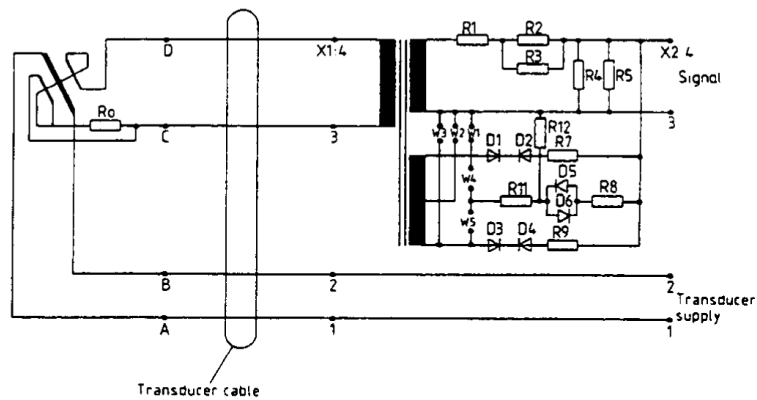 R1 R2
D X1:4 R3 X2 4
R4 R5 Signal
Ro
C 3 W3 W2 W1 R12 3
D1 D2 R7
W4 D5
R11 R8
D6
W5 D3 D4 R9
B 2 2
Transducer
A 1 supply
1
Transducer cable